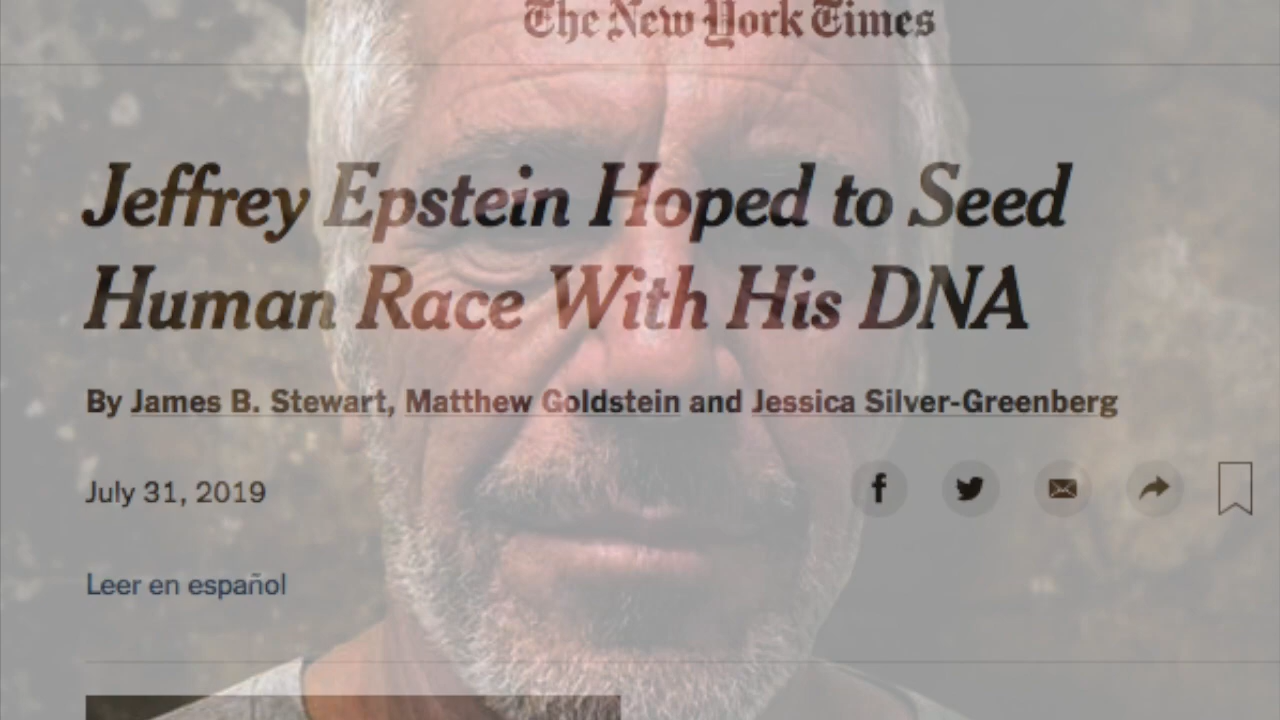 The New York Times
Jeffrey Epstein Hoped to Seed
Human Race With His DNA
By James B. Stewart, Matthew Goldstein and Jessica Silver-Greenberg
July 31, 2019
Leer en español